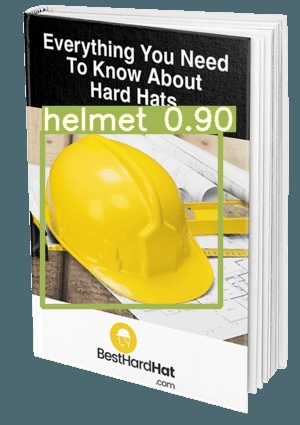 Everything You Need
To Know About
Hard Hats
helmet 0.90
BestHardHat
.com